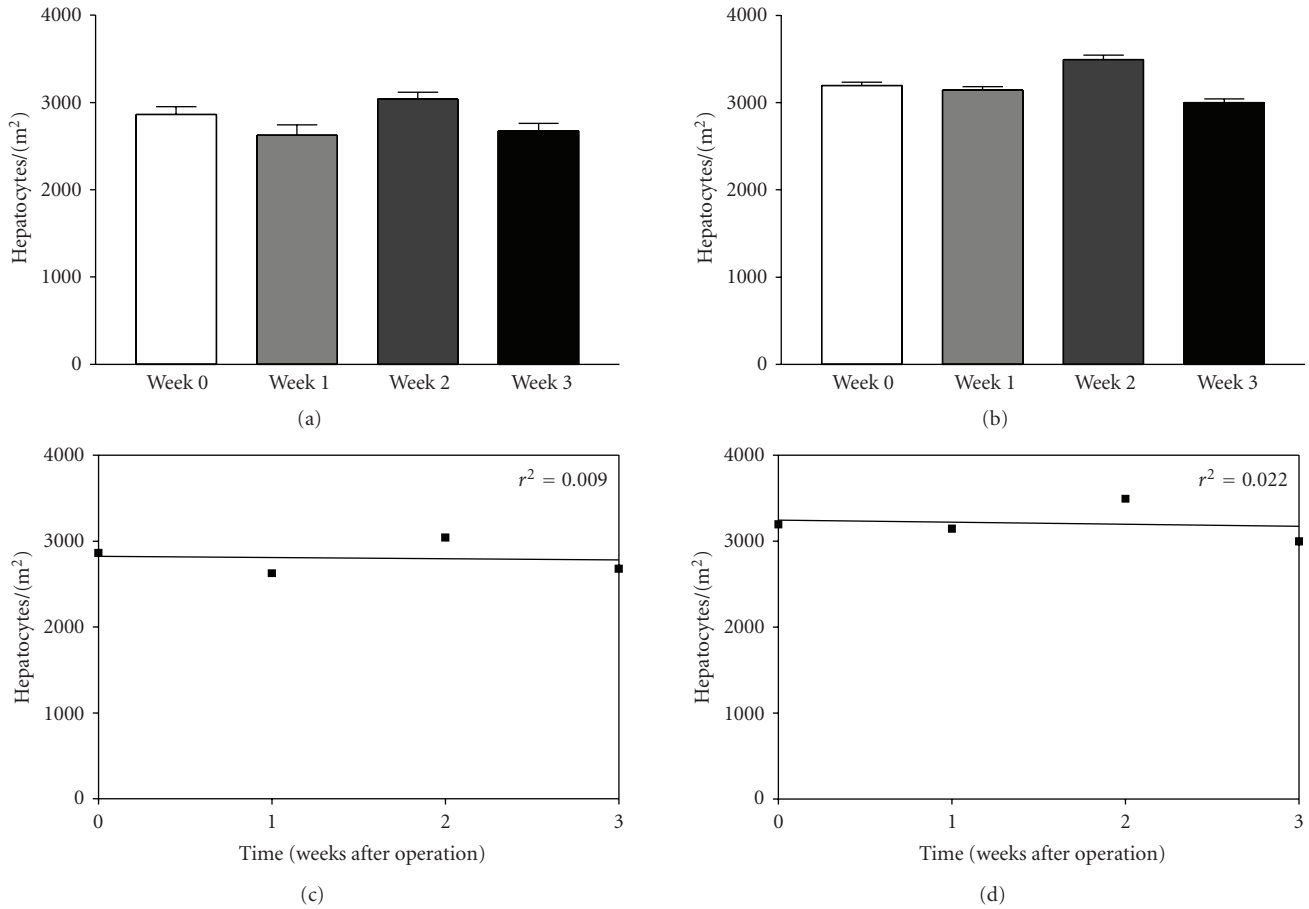 4000
3000
2000
1000
0
Hepatocytes/(m²)
Week 0 Week 1 Week 2 Week 3
(a)
4000
3000
2000
1000
0
Hepatocytes/(m²)
Week 0 Week 1 Week 2 Week 3
(b)
4000
3000
2000
1000
0
Hepatocytes/(m²)
r² = 0.009
0 1 2 3
Time (weeks after operation)
(c)
4000
3000
2000
1000
0
Hepatocytes/(m²)
r² = 0.022
0 1 2 3
Time (weeks after operation)
(d)